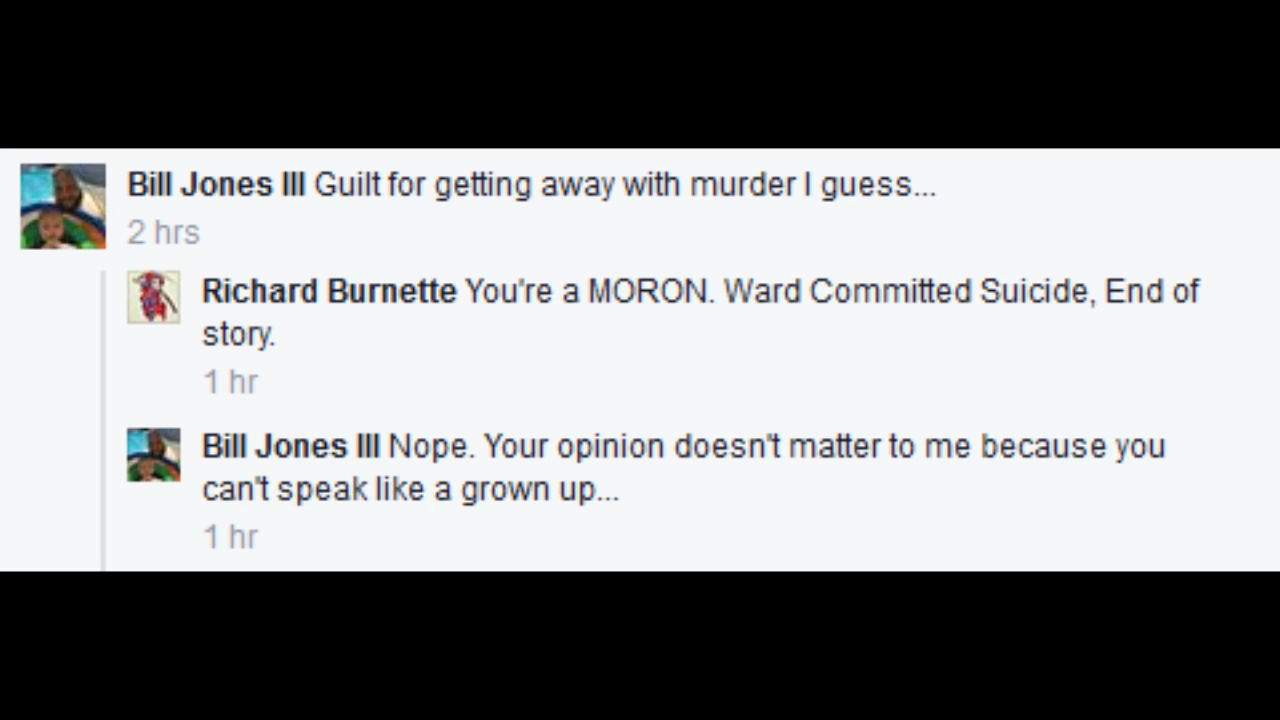 Bill Jones III Guilt for getting away with murder I guess...
2 hrs
Richard Burnette You're a MORON. Ward Committed Suicide, End of
story.
1 hr
Bill Jones III Nope. Your opinion doesn't matter to me because you
can't speak like a grown up...
1 hr